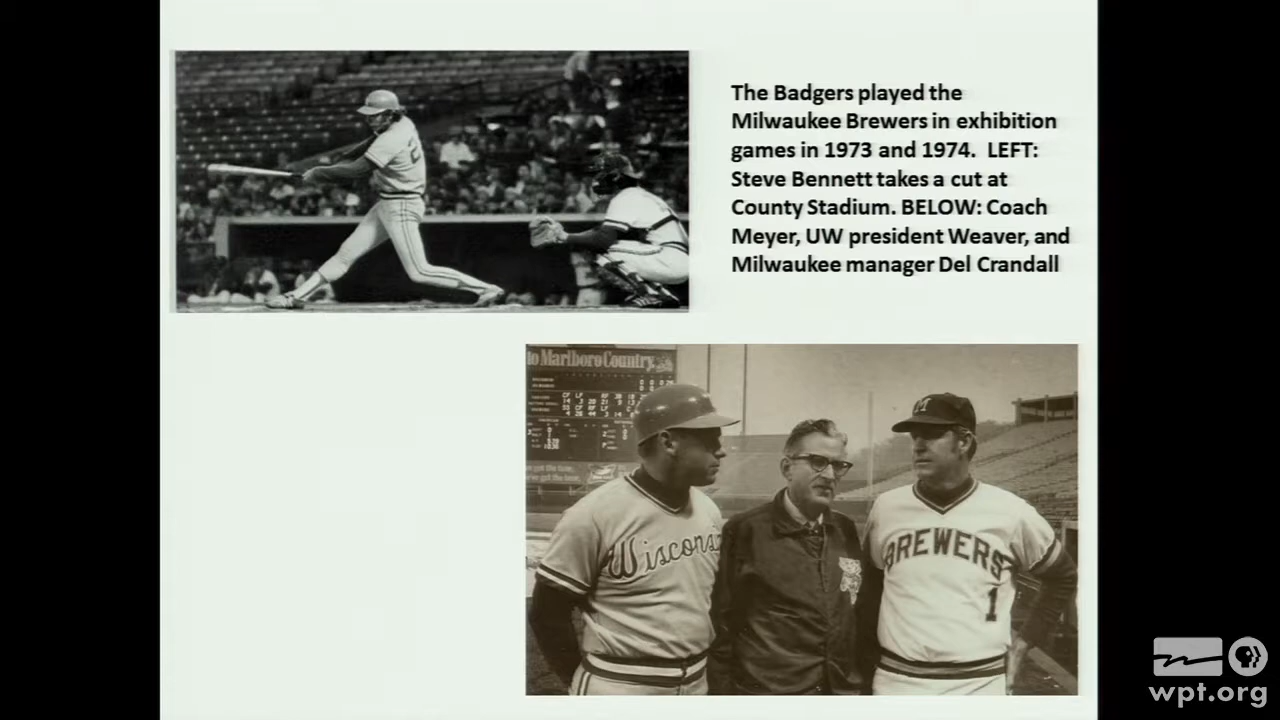 The Badgers played the
Milwaukee Brewers in exhibition
games in 1973 and 1974.  LEFT:
Steve Bennett takes a cut at
County Stadium. BELOW: Coach
Meyer, UW president Weaver, and
Milwaukee manager Del Crandall
to Marlboro Country.
M
Wiscons
BREWERS
1
wpt.org